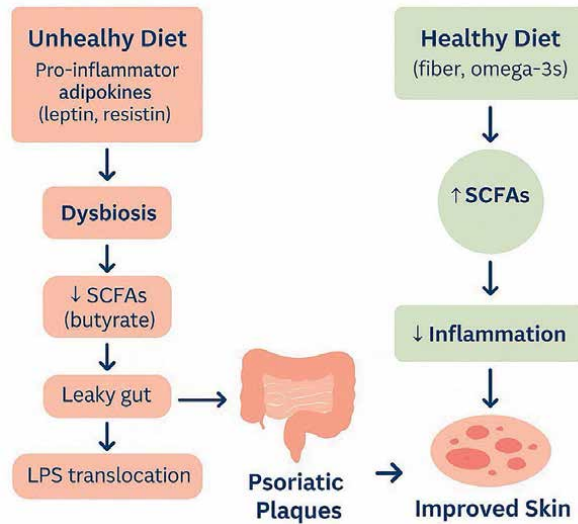 Unhealhy Diet
Pro-inflammator
adipokines
(leptin, resistin)
Dysbiosis
↓ SCFAs
(butyrate)
Leaky gut
LPS translocation
Psoriatic
Plaques
Healthy Diet
(fiber, omega-3s)
↑ SCFAs
↓ Inflammation
Improved Skin